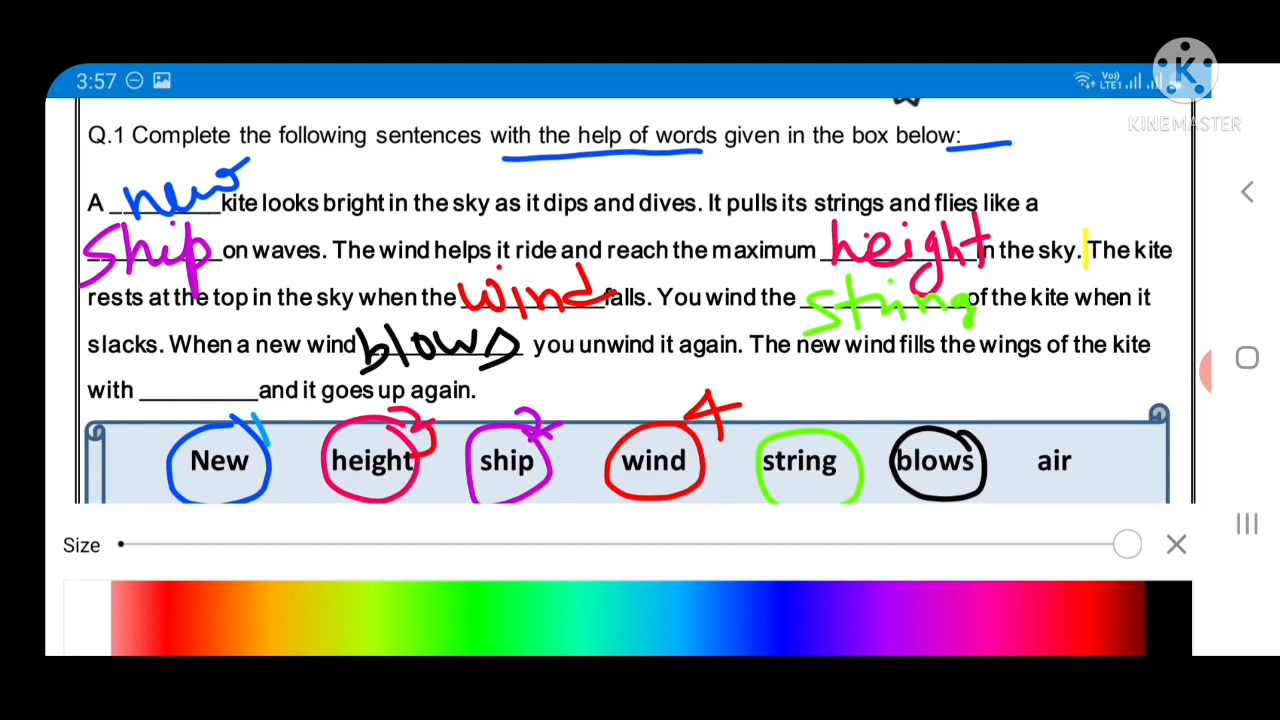 3:57
Vo)) LTE1
K
KINEMASTER
Q.1 Complete the following sentences with the help of words given in the box below:
A new kite looks bright in the sky as it dips and dives. It pulls its strings and flies like a
ship on waves. The wind helps it ride and reach the maximum height in the sky. The kite
rests at the top in the sky when the wind falls. You wind the string of the kite when it
slacks. When a new wind blows you unwind it again. The new wind fills the wings of the kite
with __________ and it goes up again.
1 3 2 4
New height ship wind string blows air
Size